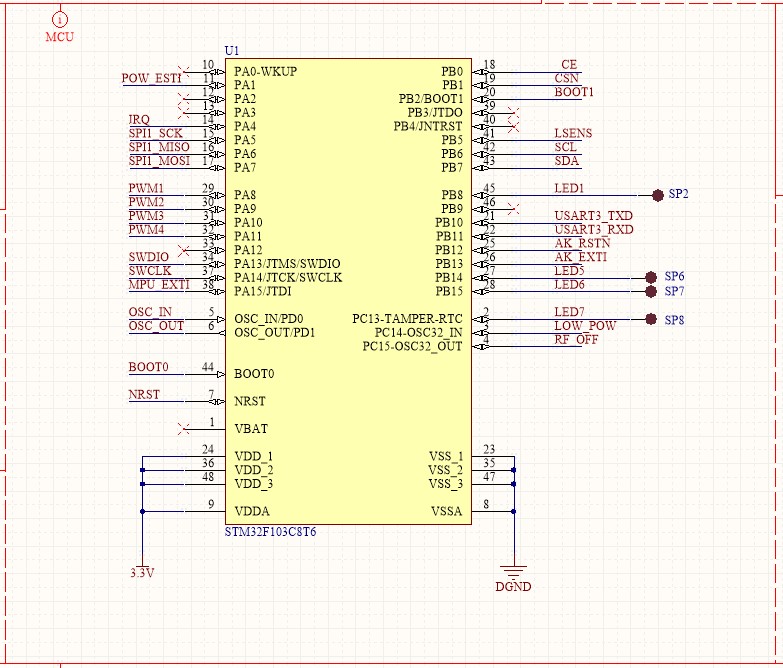 1
MCU
U1
10 PA0-WKUP PB0 18 CE
POW_ESTI 11 PA1 PB1 19 CSN
12 PA2 PB2/BOOT1 20 BOOT1
13 PA3 PB3/JTDO 39
JRQ 14 PA4 PB4/JNTRST 40
SPI1_SCK 15 PA5 PB5 41 LSENS
SPI1_MISO 16 PA6 PB6 42 SCL
SPI1_MOSI 17 PA7 PB7 43 SDA
PWM1 29 PA8 PB8 45 LED1 SP2
PWM2 30 PA9 PB9 46
PWM3 31 PA10 PB10 21 USART3_TXD
PWM4 32 PA11 PB11 22 USART3_RXD
33 PA12 PB12 25 AK_RSTN
SWDIO 34 PA13/JTMS/SWDIO PB13 26 AK_EXTI
SWCLK 37 PA14/JTCK/SWCLK PB14 27 LED5 SP6
MPU_EXTI 38 PA15/JTDI PB15 28 LED6 SP7
OSC_IN 5 OSC_IN/PD0 PC13-TAMPER-RTC 2 LED7 SP8
OSC_OUT 6 OSC_OUT/PD1 PC14-OSC32_IN 3 LOW_POW
PC15-OSC32_OUT 4 RF_OFF
BOOT0 44 BOOT0
NRST 7 NRST
1 VBAT
24 VDD_1 VSS_1 23
36 VDD_2 VSS_2 35
48 VDD_3 VSS_3 47
9 VDDA VSSA 8
STM32F103C8T6
3.3V
DGND